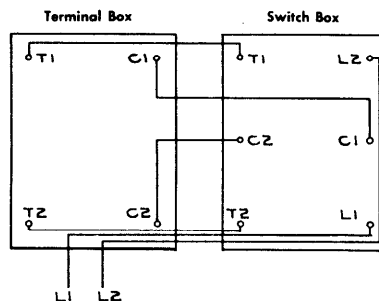 Terminal Box Switch Box
T1 C1 T1 L2
C2 C1
T2 C2 T2 L1
L1 L2